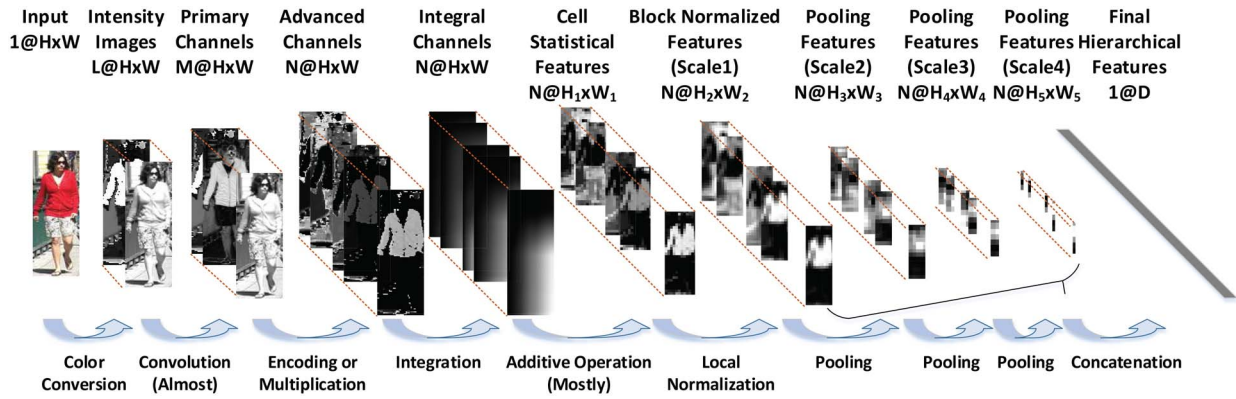 Input
1@HxW
Intensity
Images
L@HxW
Primary
Channels
M@HxW
Advanced
Channels
N@HxW
Integral
Channels
N@HxW
Cell
Statistical
Features
N@H₁xW₁
Block Normalized
Features
(Scale1)
N@H₂xW₂
Pooling
Features
(Scale2)
N@H₃xW₃
Pooling
Features
(Scale3)
N@H₄xW₄
Pooling
Features
(Scale4)
N@H₅xW₅
Final
Hierarchical
Features
1@D
Color
Conversion
Convolution
(Almost)
Encoding or
Multiplication
Integration
Additive Operation
(Mostly)
Local
Normalization
Pooling
Pooling
Pooling
Concatenation